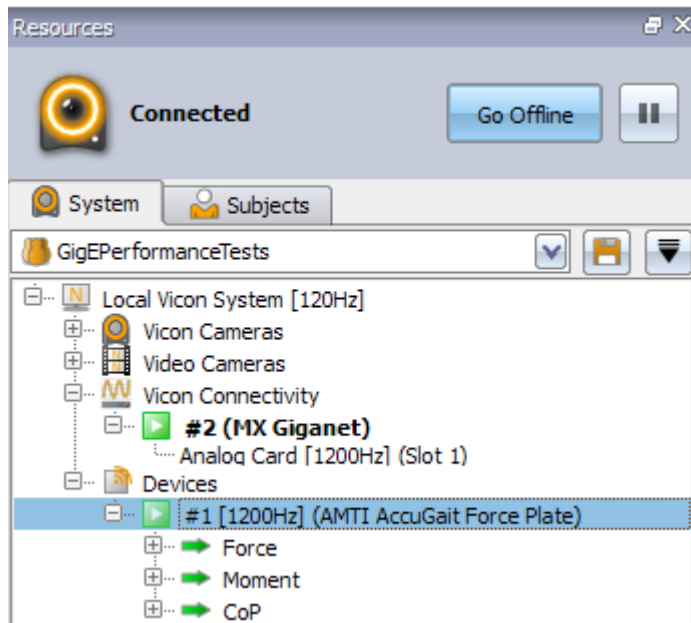 Resources
Connected
Go Offline
System
Subjects
GigEPerformanceTests
Local Vicon System [120Hz]
Vicon Cameras
Video Cameras
Vicon Connectivity
#2 (MX Giganet)
Analog Card [1200Hz] (Slot 1)
Devices
#1 [1200Hz] (AMTI AccuGait Force Plate)
Force
Moment
CoP